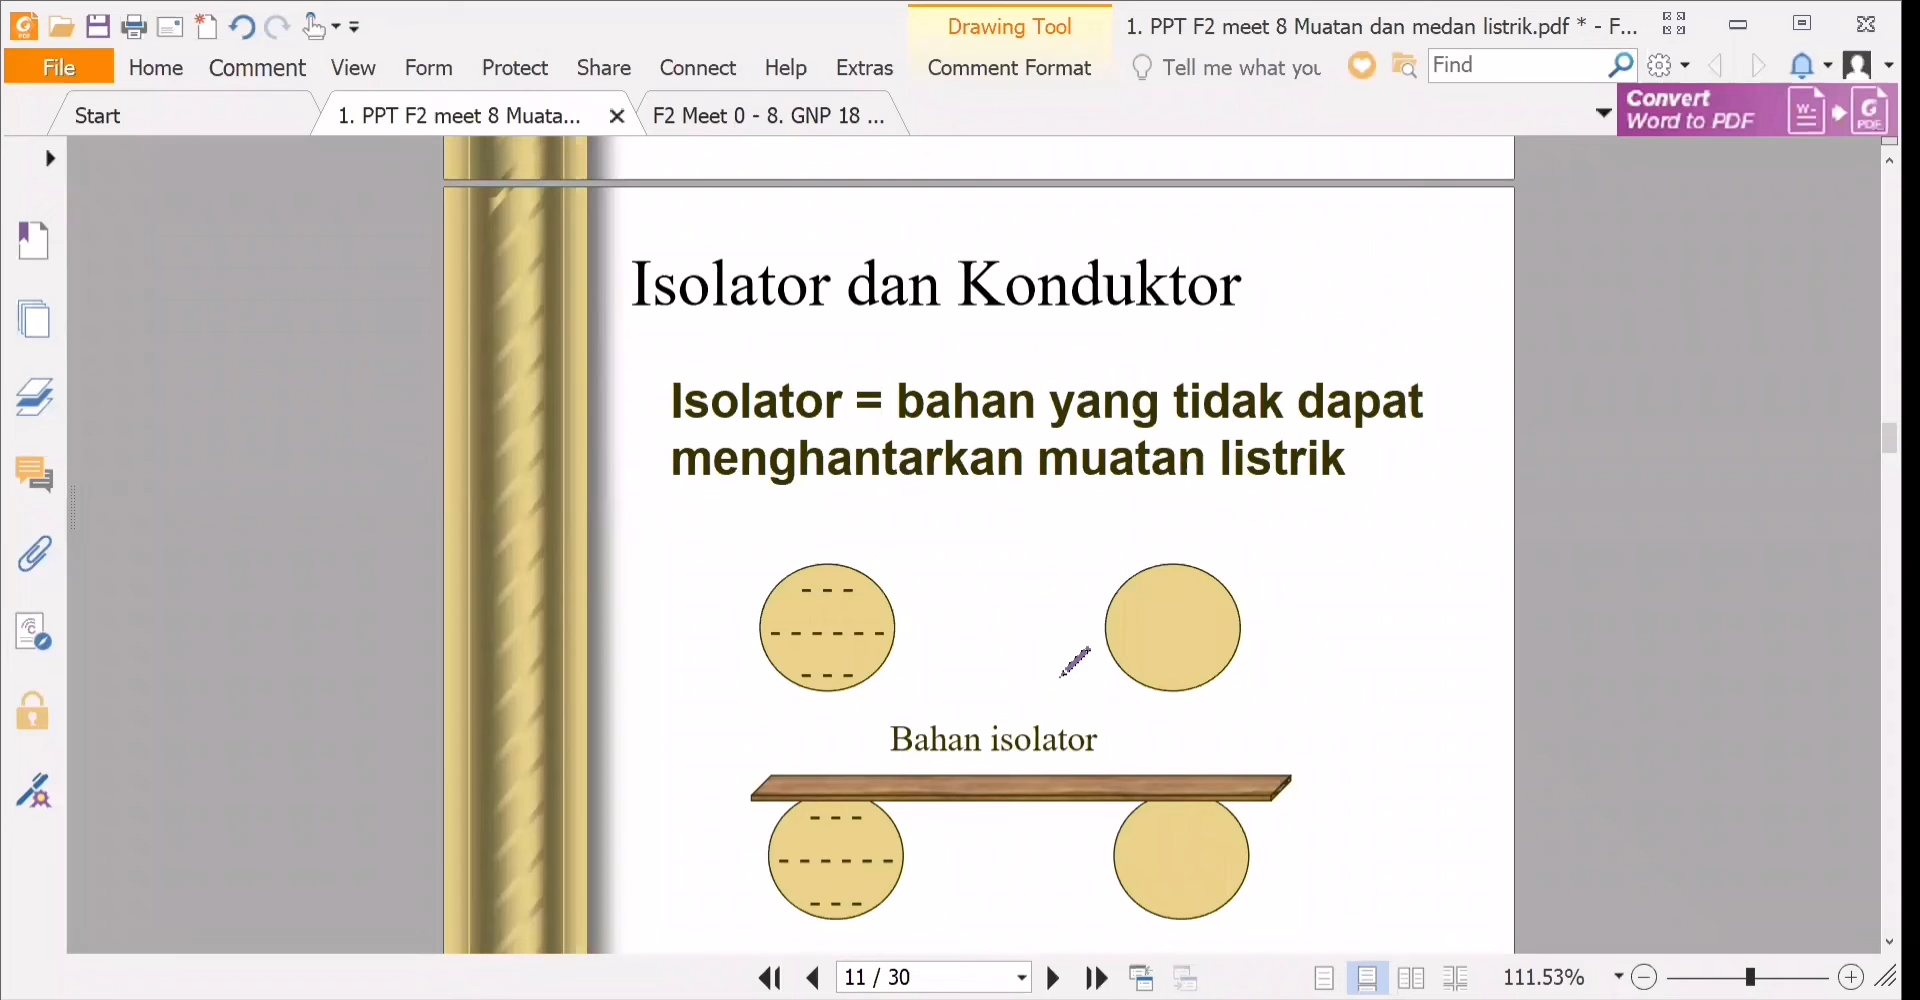 Drawing Tool
1. PPT F2 meet 8 Muatan dan medan listrik.pdf * - F...
File Home Comment View Form Protect Share Connect Help Extras Comment Format Tell me what you Find
Start
1. PPT F2 meet 8 Muata...
F2 Meet 0 - 8. GNP 18 ...
Convert
Word to PDF
Isolator dan Konduktor
Isolator = bahan yang tidak dapat
menghantarkan muatan listrik
Bahan isolator
11 / 30
111.53%